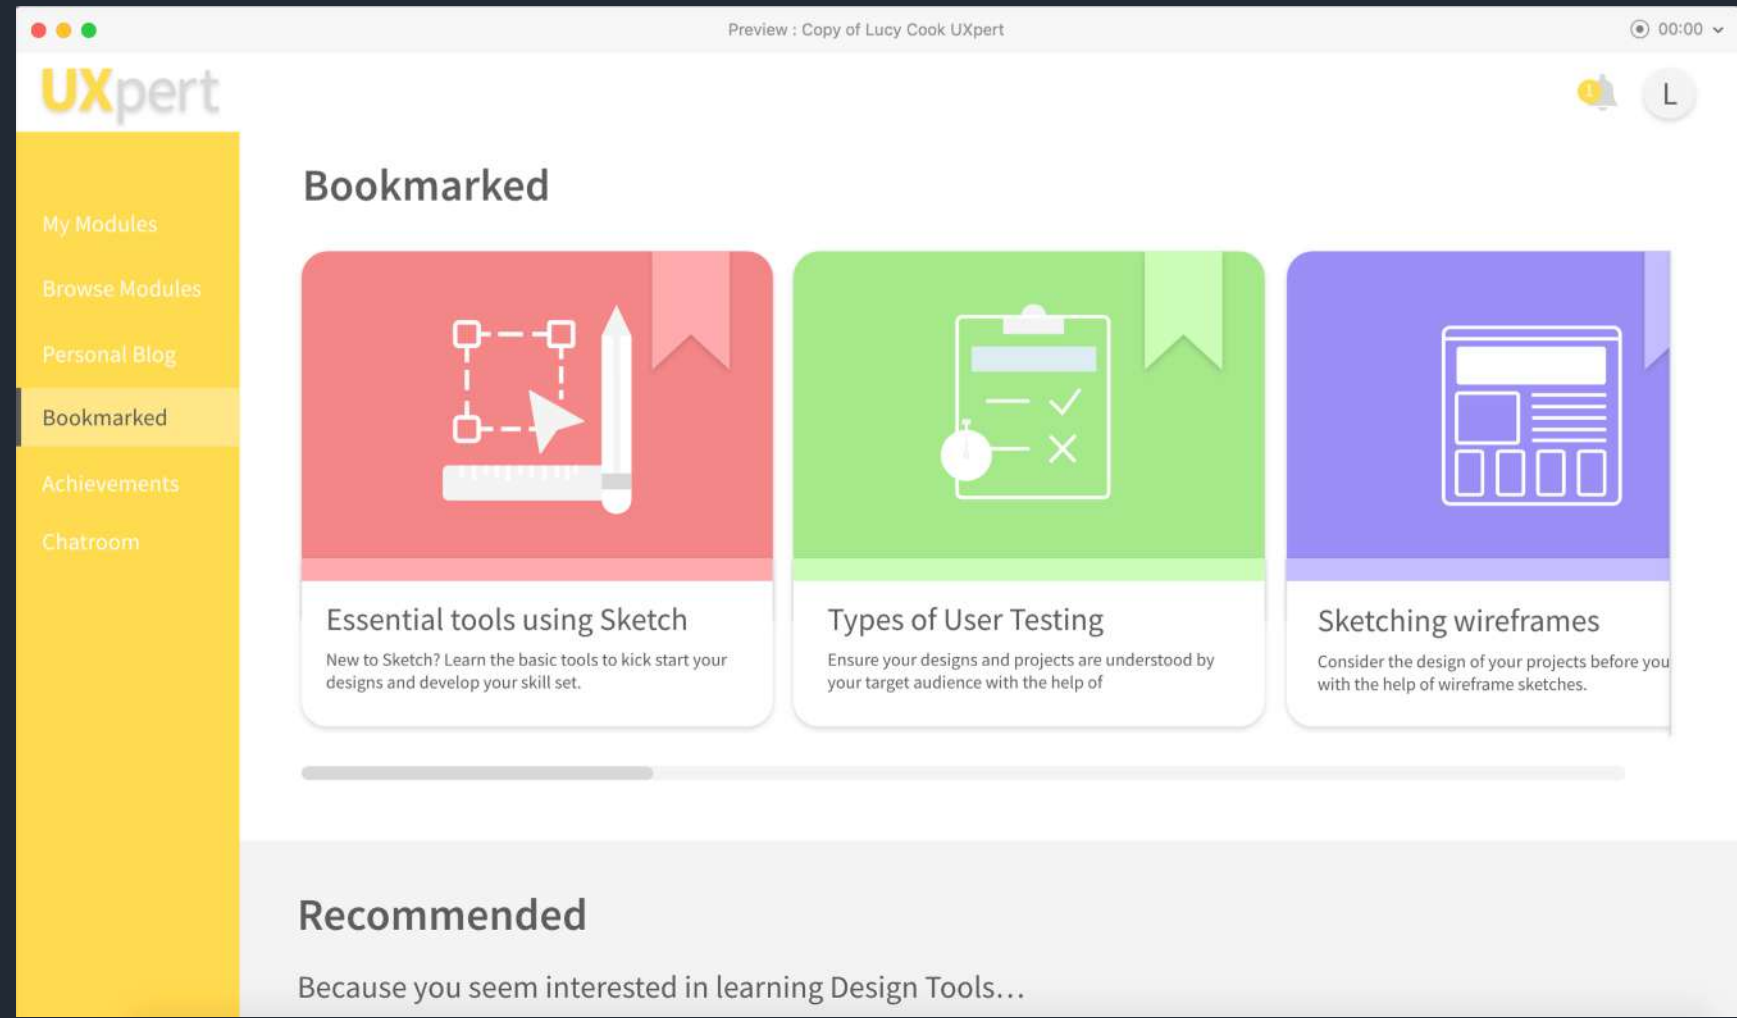 Preview : Copy of Lucy Cook UXpert
00:00
UXpert
1
L
My Modules
Browse Modules
Personal Blog
Bookmarked
Achievements
Chatroom
Bookmarked
Essential tools using Sketch
New to Sketch? Learn the basic tools to kick start your
designs and develop your skill set.
Types of User Testing
Ensure your designs and projects are understood by
your target audience with the help of
Sketching wireframes
Consider the design of your projects before you
with the help of wireframe sketches.
Recommended
Because you seem interested in learning Design Tools...